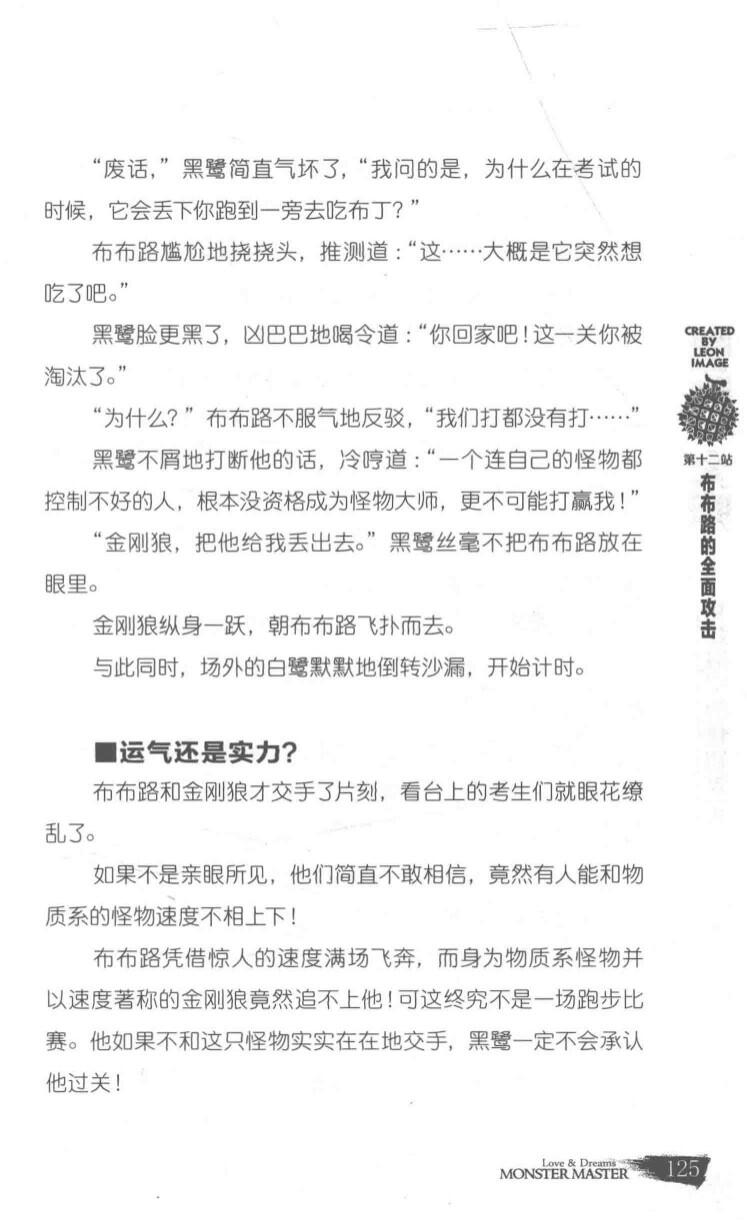 “废话，”黑鹭简直气坏了，“我问的是，为什么在考试的
时候，它会丢下你跑到一旁去吃布丁？”
布布路尴尬地挠挠头，推测道：“这……大概是它突然想
吃了吧。”
黑鹭脸更黑了，凶巴巴地喝令道：“你回家吧！这一关你被
淘汰了。”
“为什么？”布布路不服气地反驳，“我们打都没有打……”
黑鹭不屑地打断他的话，冷哼道：“一个连自己的怪物都
控制不好的人，根本没资格成为怪物大师，更不可能打赢我！”
“金刚狼，把他给我丢出去。”黑鹭丝毫不把布布路放在
眼里。
金刚狼纵身一跃，朝布布路飞扑而去。
与此同时，场外的白鹭默默地倒转沙漏，开始计时。
■运气还是实力？
布布路和金刚狼才交手了片刻，看台上的考生们就眼花缭
乱了。
如果不是亲眼所见，他们简直不敢相信，竟然有人能和物
质系的怪物速度不相上下！
布布路凭借惊人的速度满场飞奔，而身为物质系怪物并
以速度著称的金刚狼竟然追不上他！可这终究不是一场跑步比
赛。他如果不和这只怪物实实在在地交手，黑鹭一定不会承认
他过关！
CREATED
BY
LEON
IMAGE
第十二站
布布路的全面攻击
Love & Dreams
MONSTER MASTER
125